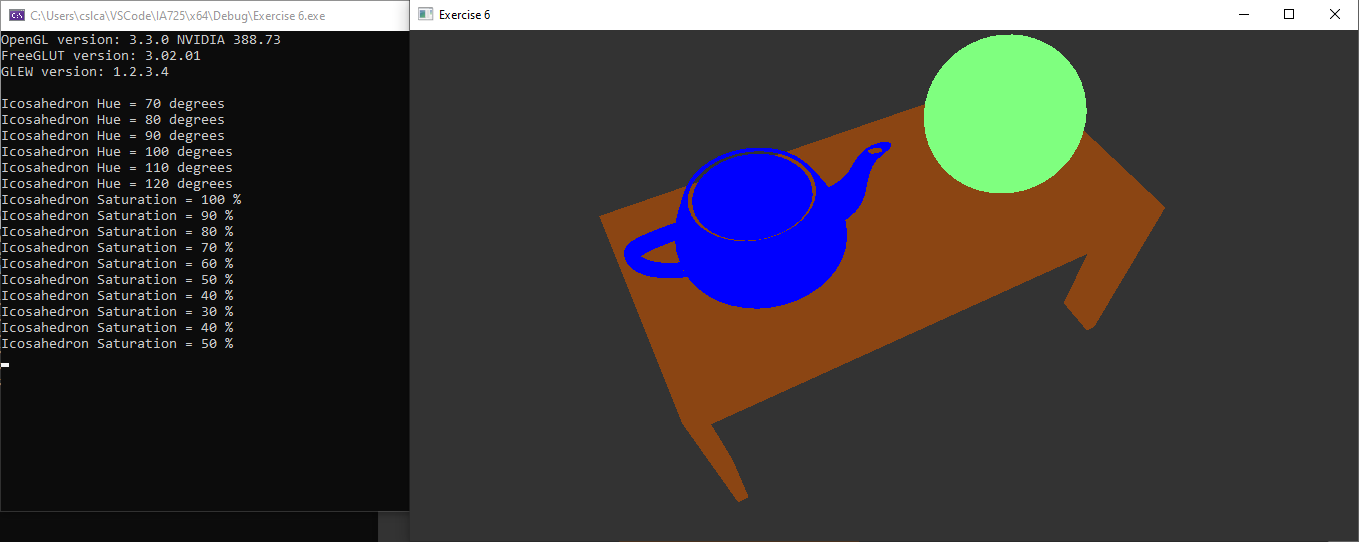 C:\Users\cslca\VSCode\IA725\x64\Debug\Exercise 6.exe
OpenGL version: 3.3.0 NVIDIA 388.73
FreeGLUT version: 3.02.01
GLEW version: 1.2.3.4
Icosahedron Hue = 70 degrees
Icosahedron Hue = 80 degrees
Icosahedron Hue = 90 degrees
Icosahedron Hue = 100 degrees
Icosahedron Hue = 110 degrees
Icosahedron Hue = 120 degrees
Icosahedron Saturation = 100 %
Icosahedron Saturation = 90 %
Icosahedron Saturation = 80 %
Icosahedron Saturation = 70 %
Icosahedron Saturation = 60 %
Icosahedron Saturation = 50 %
Icosahedron Saturation = 40 %
Icosahedron Saturation = 30 %
Icosahedron Saturation = 40 %
Icosahedron Saturation = 50 %
Exercise 6